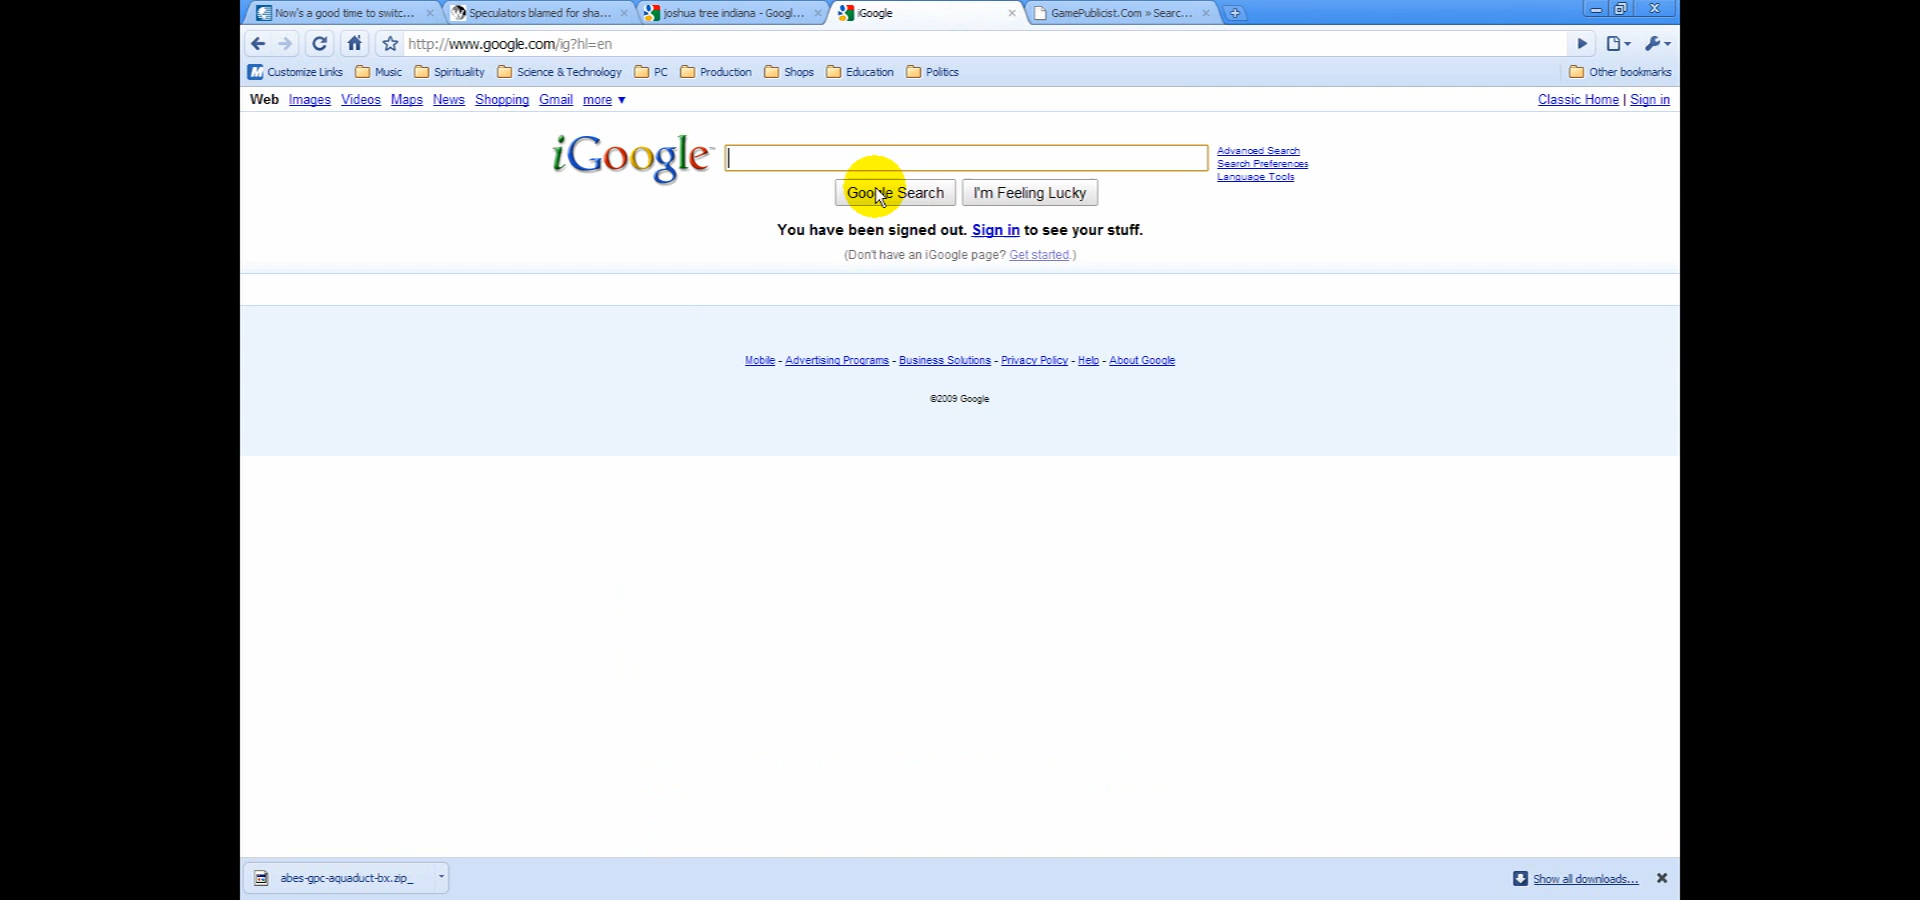 Now's a good time to switc... Speculators blamed for sha... joshua tree indiana - Googl... iGoogle GamePublicist.Com » Searc...
http://www.google.com/ig?hl=en
Customize Links Music Spirituality Science & Technology PC Production Shops Education Politics Other bookmarks
Web Images Videos Maps News Shopping Gmail more ▼ Classic Home | Sign in
iGoogle™
Advanced Search
Search Preferences
Language Tools
Google Search I'm Feeling Lucky
You have been signed out. Sign in to see your stuff.
(Don't have an iGoogle page? Get started.)
Mobile - Advertising Programs - Business Solutions - Privacy Policy - Help - About Google
©2009 Google
abes-gpc-aquaduct-bx.zip_ Show all downloads...